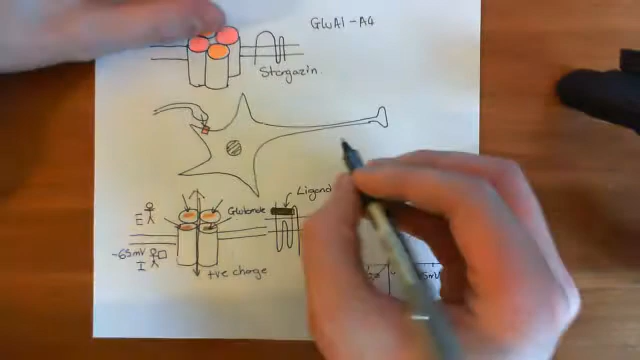 GluA1-A4
Stargazin.
Ligand
E
Glutamate
-65mV
I
+ve charge